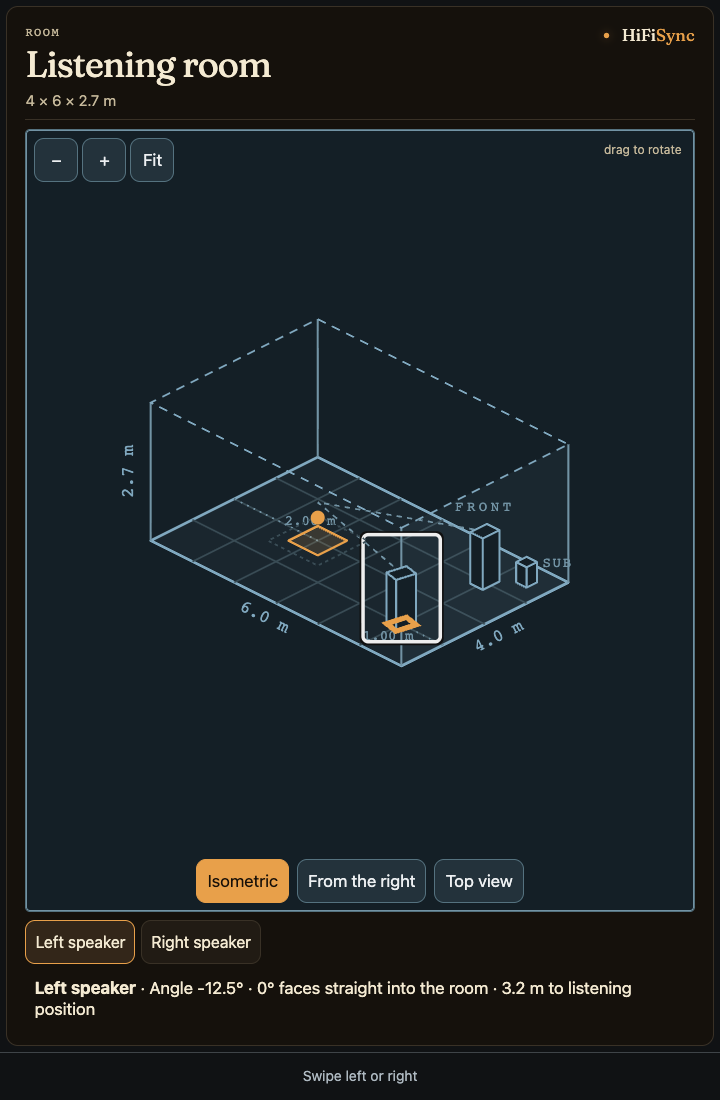 ROOM
HiFiSync
Listening room
4 × 6 × 2.7 m
− + Fit
drag to rotate
2.7 m
FRONT
SUB
6.0 m
4.0 m
Isometric From the right Top view
Left speaker Right speaker
Left speaker · Angle -12.5° · 0° faces straight into the room · 3.2 m to listening
position
Swipe left or right